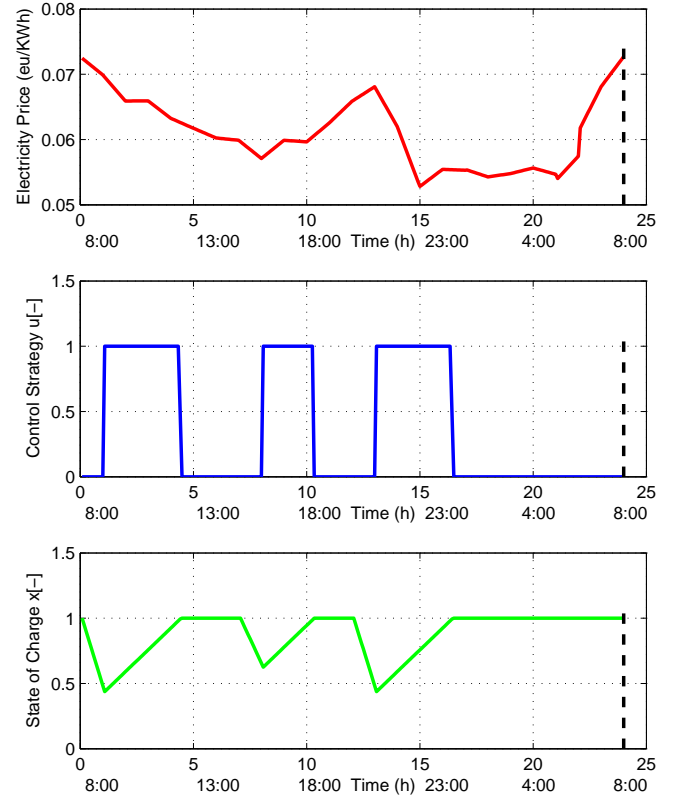 Electricity Price (eu/KWh)
0.08
0.07
0.06
0.05
0 5 10 15 20 25
8:00 13:00 18:00 Time (h) 23:00 4:00 8:00
Control Strategy u[−]
1.5
1
0.5
0
0 5 10 15 20 25
8:00 13:00 18:00 Time (h) 23:00 4:00 8:00
State of Charge x[−]
1.5
1
0.5
0
0 5 10 15 20 25
8:00 13:00 18:00 Time (h) 23:00 4:00 8:00